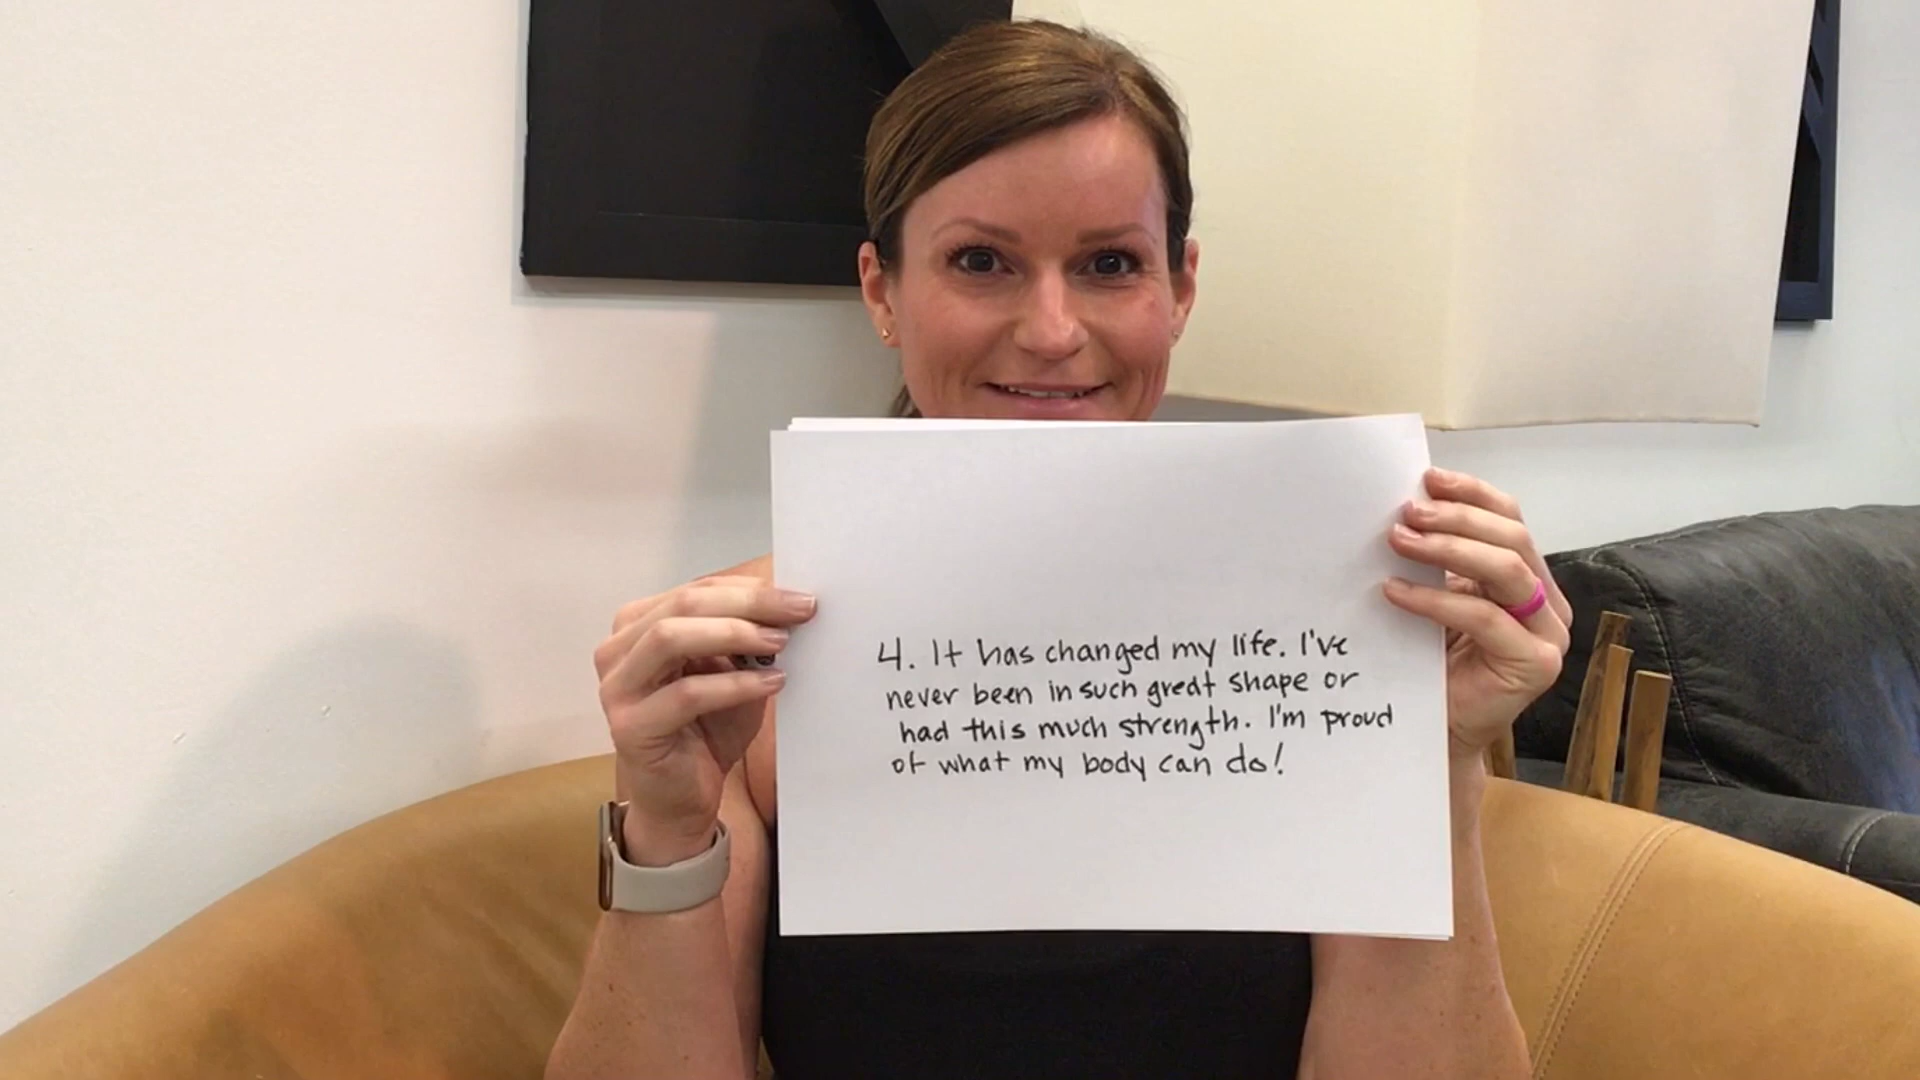 4. It has changed my life. I've
never been in such great shape or
had this much strength. I'm proud
of what my body can do!